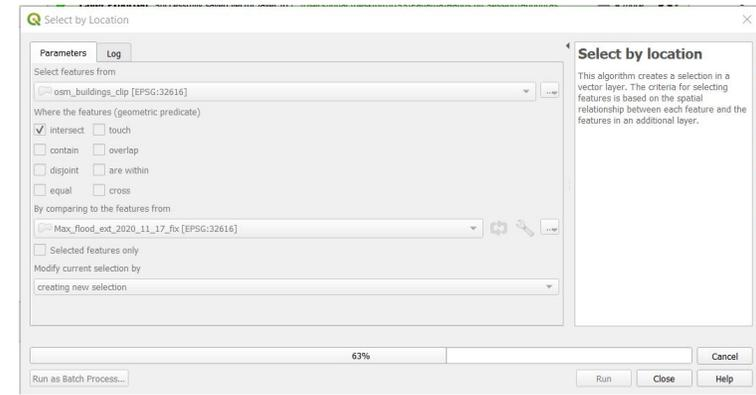 Select by Location
Parameters Log
Select features from
osm_buildings_clip [EPSG:32616]
Where the features (geometric predicate)
intersect touch
contain overlap
disjoint are within
equal cross
By comparing to the features from
Max_flood_ext_2020_11_17_fix [EPSG:32616]
Selected features only
Modify current selection by
creating new selection
Select by location
This algorithm creates a selection in a
vector layer. The criteria for selecting
features is based on the spatial
relationship between each feature and the
features in an additional layer.
63%
Cancel
Run as Batch Process...
Run Close Help